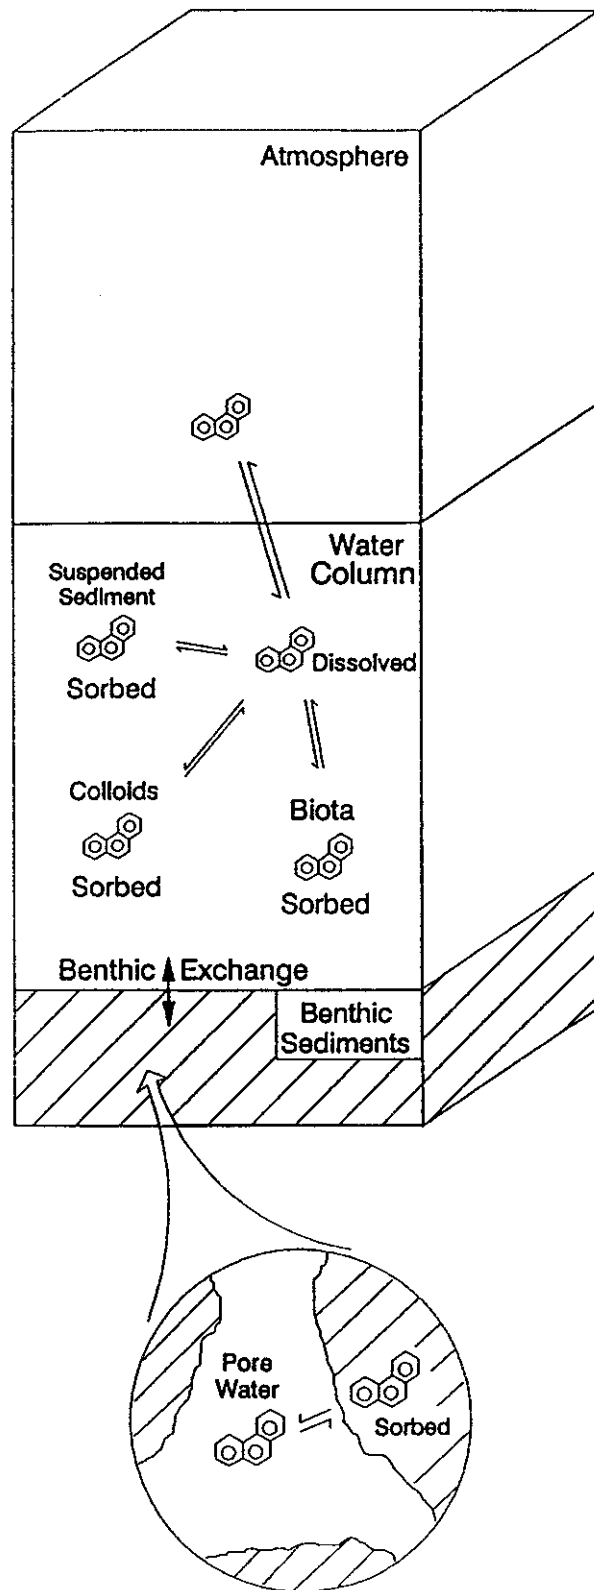 Atmosphere
Water
Column
Suspended
Sediment
Sorbed
Dissolved
Colloids
Sorbed
Biota
Sorbed
Benthic Exchange
Benthic
Sediments
Pore
Water
Sorbed